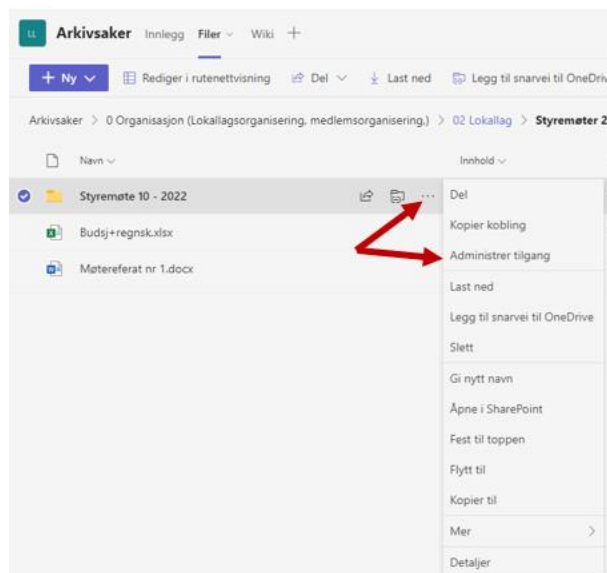 LL Arkivsaker Innlegg Filer Wiki
Ny Rediger i rutenettvisning Del Last ned Legg til snarvei til OneDriv
Arkivsaker > 0 Organisasjon (Lokallagsorganisering, medlemsorganisering,) > 02 Lokallag > Styremøter 2
Navn Innhold
Styremøte 10 - 2022
Budsj+regnsk.xlsx
Møtereferat nr 1.docx
Del
Kopier kobling
Administrer tilgang
Last ned
Legg til snarvei til OneDrive
Slett
Gi nytt navn
Åpne i SharePoint
Fest til toppen
Flytt til
Kopier til
Mer >
Detaljer